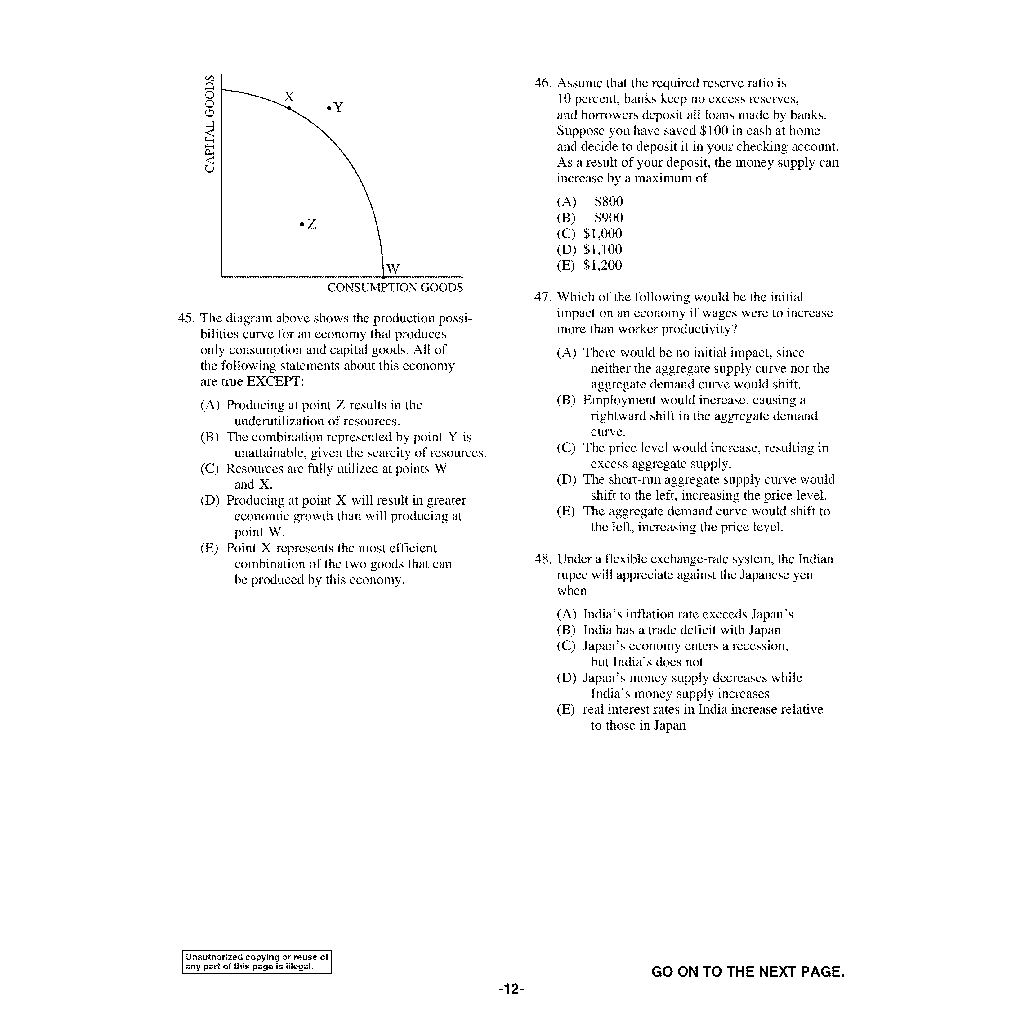 CAPITAL GOODS
X
Y
Z
W
CONSUMPTION GOODS
45. The diagram above shows the production possi-
bilities curve for an economy that produces
only consumption and capital goods. All of
the following statements about this economy
are true EXCEPT:
(A) Producing at point Z results in the
underutilization of resources.
(B) The combination represented by point Y is
unattainable, given the scarcity of resources.
(C) Resources are fully utilized at points W
and X.
(D) Producing at point X will result in greater
economic growth than will producing at
point W.
(E) Point X represents the most efficient
combination of the two goods that can
be produced by this economy.
46. Assume that the required reserve ratio is
10 percent, banks keep no excess reserves,
and borrowers deposit all loans made by banks.
Suppose you have saved $100 in cash at home
and decide to deposit it in your checking account.
As a result of your deposit, the money supply can
increase by a maximum of
(A) $800
(B) $900
(C) $1,000
(D) $1,100
(E) $1,200
47. Which of the following would be the initial
impact on an economy if wages were to increase
more than worker productivity?
(A) There would be no initial impact, since
neither the aggregate supply curve nor the
aggregate demand curve would shift.
(B) Employment would increase, causing a
rightward shift in the aggregate demand
curve.
(C) The price level would increase, resulting in
excess aggregate supply.
(D) The short-run aggregate supply curve would
shift to the left, increasing the price level.
(E) The aggregate demand curve would shift to
the left, increasing the price level.
48. Under a flexible exchange-rate system, the Indian
rupee will appreciate against the Japanese yen
when
(A) India's inflation rate exceeds Japan's
(B) India has a trade deficit with Japan
(C) Japan's economy enters a recession,
but India's does not
(D) Japan's money supply decreases while
India's money supply increases
(E) real interest rates in India increase relative
to those in Japan
Unauthorized copying or reuse of
any part of this page is illegal.
GO ON TO THE NEXT PAGE.
-12-